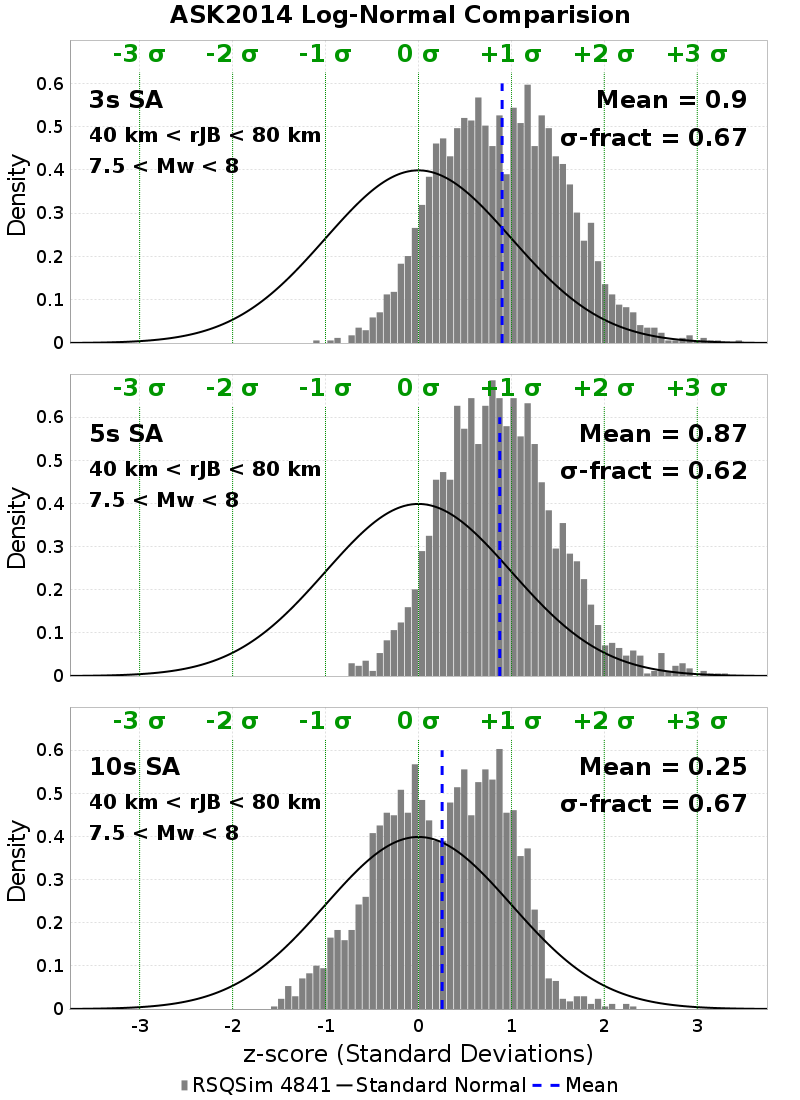 ASK2014 Log-Normal Comparision
-3 σ -2 σ -1 σ 0 σ +1 σ +2 σ +3 σ
3s SA Mean = 0.9
40 km < rJB < 80 km σ-fract = 0.67
7.5 < Mw < 8
0.6
0.5
0.4
0.3
0.2
0.1
0
Density
-3 σ -2 σ -1 σ 0 σ +1 σ +2 σ +3 σ
5s SA Mean = 0.87
40 km < rJB < 80 km σ-fract = 0.62
7.5 < Mw < 8
0.6
0.5
0.4
0.3
0.2
0.1
0
Density
-3 σ -2 σ -1 σ 0 σ +1 σ +2 σ +3 σ
10s SA Mean = 0.25
40 km < rJB < 80 km σ-fract = 0.67
7.5 < Mw < 8
0.6
0.5
0.4
0.3
0.2
0.1
0
Density
-3 -2 -1 0 1 2 3
z-score (Standard Deviations)
RSQSim 4841 Standard Normal Mean